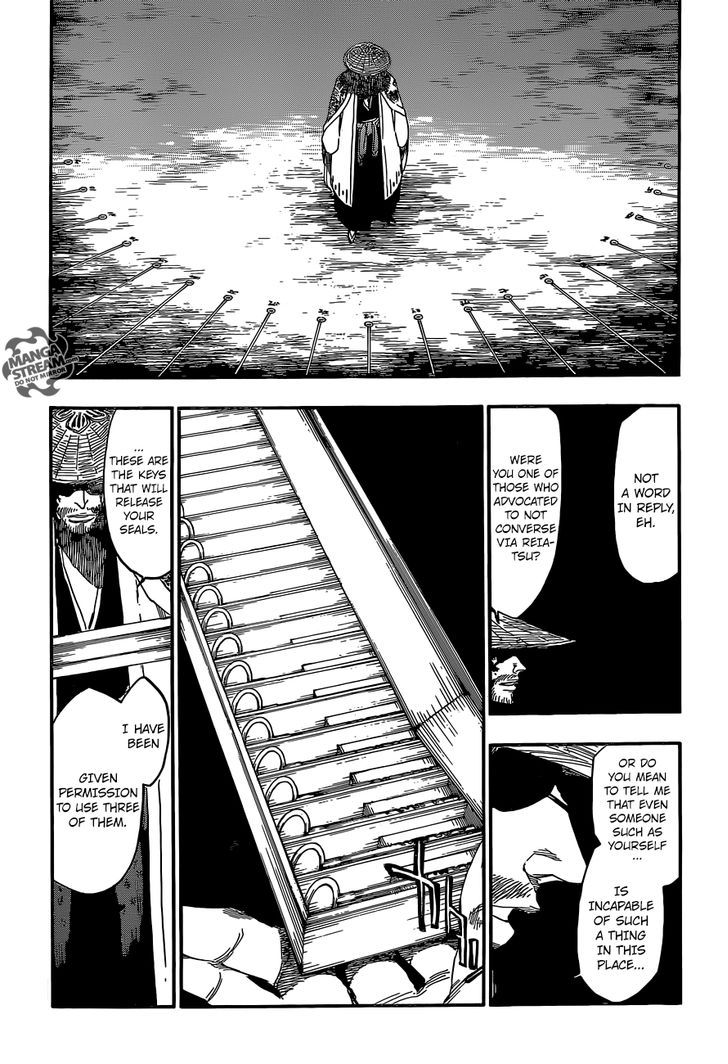 MANGA
STREAM
DO NOT MIRROR
NOT
A WORD
IN REPLY,
EH.
WERE
YOU ONE OF
THOSE WHO
ADVOCATED
TO NOT
CONVERSE
VIA REIA-
TSU?
OR DO
YOU MEAN
TO TELL
ME THAT
EVEN
SOMEONE
SUCH AS
YOURSELF
...
...
IS
INCAPABLE
OF SUCH
A THING
IN THIS
PLACE...
...
THESE ARE
THE KEYS
THAT WILL
RELEASE
YOUR
SEALS.
I HAVE
BEEN
GIVEN
PERMISSION
TO USE THREE
OF THEM.